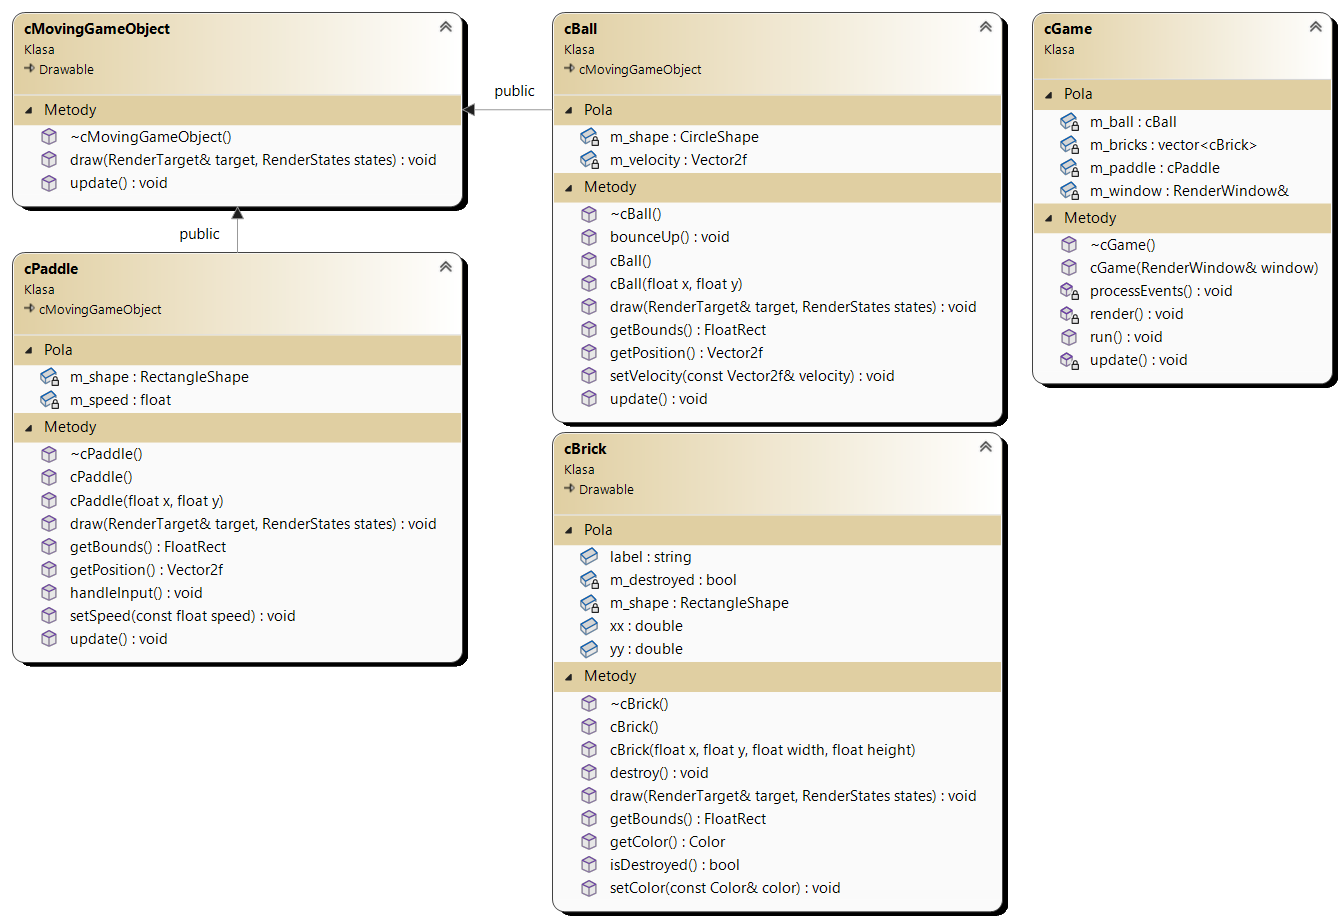 cMovingGameObject
Klasa
Drawable
Metody
~cMovingGameObject()
draw(RenderTarget& target, RenderStates states) : void
update() : void
public
public
cPaddle
Klasa
cMovingGameObject
Pola
m_shape : RectangleShape
m_speed : float
Metody
~cPaddle()
cPaddle()
cPaddle(float x, float y)
draw(RenderTarget& target, RenderStates states) : void
getBounds() : FloatRect
getPosition() : Vector2f
handleInput() : void
setSpeed(const float speed) : void
update() : void
cBall
Klasa
cMovingGameObject
Pola
m_shape : CircleShape
m_velocity : Vector2f
Metody
~cBall()
bounceUp() : void
cBall()
cBall(float x, float y)
draw(RenderTarget& target, RenderStates states) : void
getBounds() : FloatRect
getPosition() : Vector2f
setVelocity(const Vector2f& velocity) : void
update() : void
cBrick
Klasa
Drawable
Pola
label : string
m_destroyed : bool
m_shape : RectangleShape
xx : double
yy : double
Metody
~cBrick()
cBrick()
cBrick(float x, float y, float width, float height)
destroy() : void
draw(RenderTarget& target, RenderStates states) : void
getBounds() : FloatRect
getColor() : Color
isDestroyed() : bool
setColor(const Color& color) : void
cGame
Klasa
Pola
m_ball : cBall
m_bricks : vector<cBrick>
m_paddle : cPaddle
m_window : RenderWindow&
Metody
~cGame()
cGame(RenderWindow& window)
processEvents() : void
render() : void
run() : void
update() : void